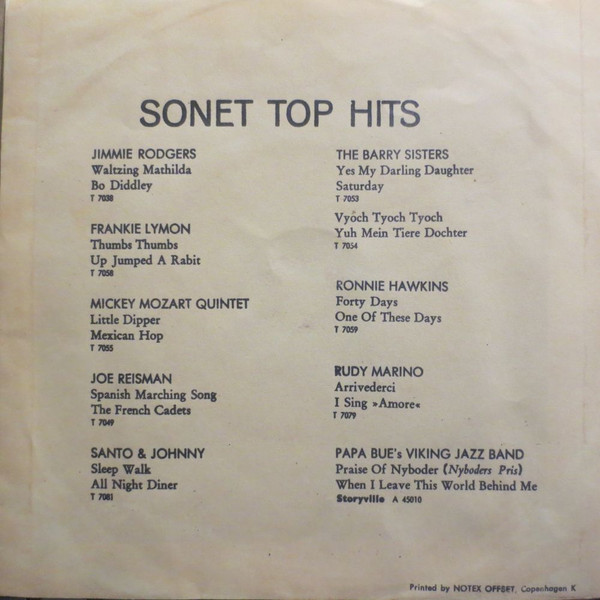 SONET TOP HITS
JIMMIE RODGERS
Waltzing Mathilda
Bo Diddley
T 7038
FRANKIE LYMON
Thumbs Thumbs
Up Jumped A Rabit
T 7058
MICKEY MOZART QUINTET
Little Dipper
Mexican Hop
T 7055
JOE REISMAN
Spanish Marching Song
The French Cadets
T 7049
SANTO & JOHNNY
Sleep Walk
All Night Diner
T 7081
THE BARRY SISTERS
Yes My Darling Daughter
Saturday
T 7053
Vyoch Tyoch Tyoch
Yuh Mein Tiere Dochter
T 7054
RONNIE HAWKINS
Forty Days
One Of These Days
T 7059
RUDY MARINO
Arrivederci
I Sing »Amore«
T 7079
PAPA BUE's VIKING JAZZ BAND
Praise Of Nyboder (Nyboders Pris)
When I Leave This World Behind Me
Storyville A 45010
Printed by NOTEX OFFSET, Copenhagen K